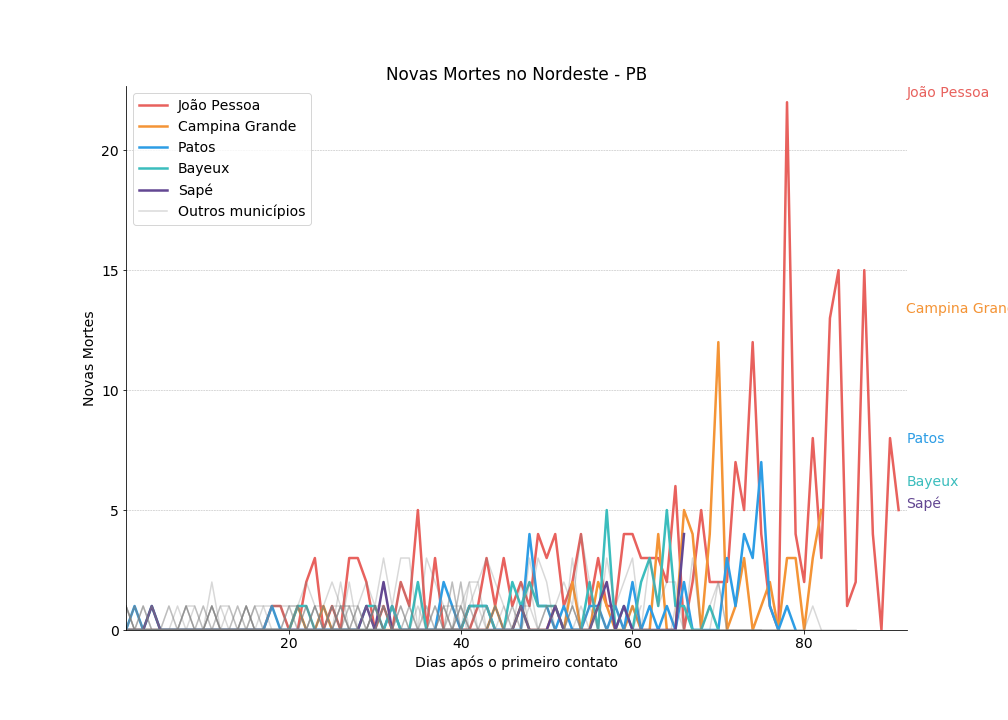 Novas Mortes no Nordeste - PB
João Pessoa
Campina Grande
Patos
Bayeux
Sapé
Outros municípios
João Pessoa
Campina Gran
Patos
Bayeux
Sapé
Novas Mortes
20
15
10
5
0
20
40
60
80
Dias após o primeiro contato